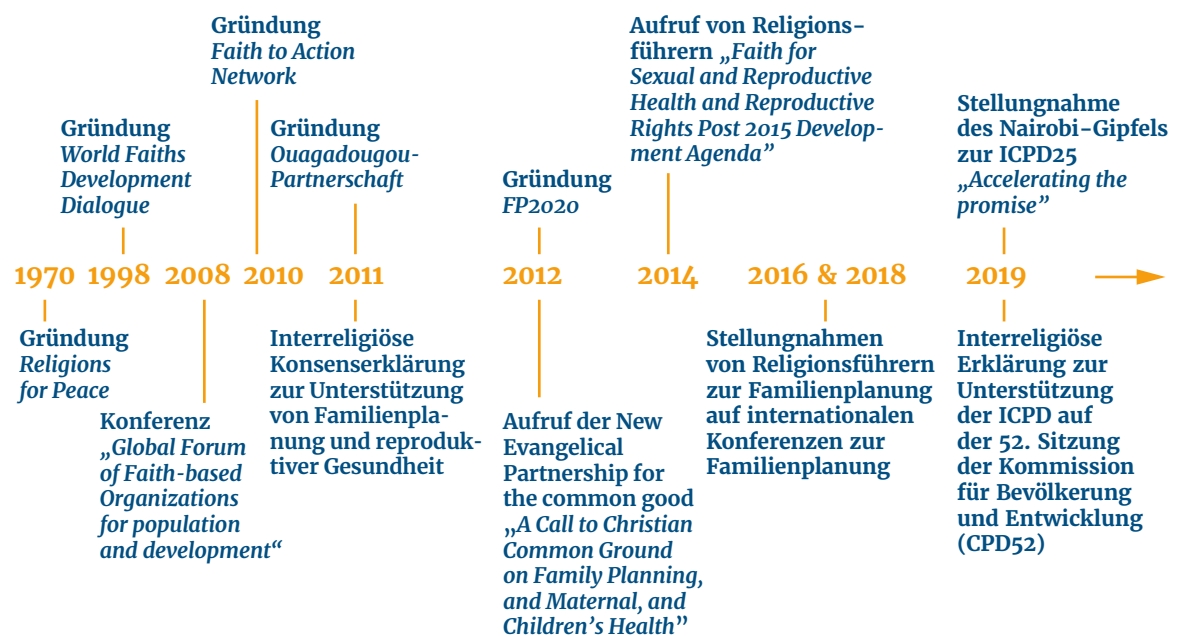 Gründung
Faith to Action
Network
Aufruf von Religions-
führern „Faith for
Sexual and Reproductive
Health and Reproductive
Rights Post 2015 Develop-
ment Agenda”
Gründung
World Faiths
Development
Dialogue
Gründung
Ouagadougou-
Partnerschaft
Gründung
FP2020
Stellungnahme
des Nairobi-Gipfels
zur ICPD25
„Accelerating the
promise”
1970 1998 2008 2010 2011 2012 2014 2016 & 2018 2019
Gründung
Religions
for Peace
Konferenz
„Global Forum
of Faith-based
Organizations
for population
and development“
Interreligiöse
Konsenserklärung
zur Unterstützung
von Familienpla-
nung und reproduk-
tiver Gesundheit
Aufruf der New
Evangelical
Partnership for
the common good
„A Call to Christian
Common Ground
on Family Planning,
and Maternal, and
Children’s Health”
Stellungnahmen
von Religionsführern
zur Familienplanung
auf internationalen
Konferenzen zur
Familienplanung
Interreligiöse
Erklärung zur
Unterstützung
der ICPD auf
der 52. Sitzung
der Kommission
für Bevölkerung
und Entwicklung
(CPD52)